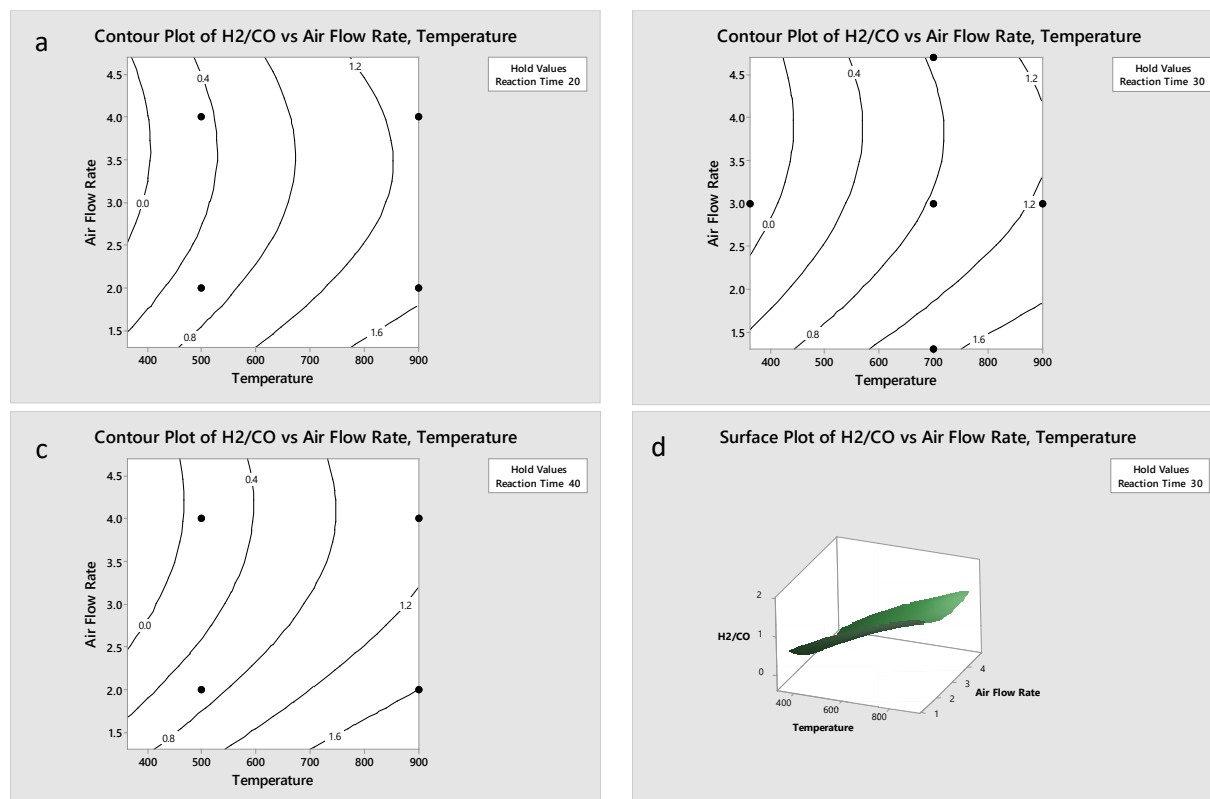 a
Contour Plot of H2/CO vs Air Flow Rate, Temperature
Hold Values
Reaction Time 20
Air Flow Rate
4.5
4.0
3.5
3.0
2.5
2.0
1.5
0.4
1.2
0.0
0.8
1.6
400 500 600 700 800 900
Temperature
Contour Plot of H2/CO vs Air Flow Rate, Temperature
Hold Values
Reaction Time 30
Air Flow Rate
4.5
4.0
3.5
3.0
2.5
2.0
1.5
0.4
1.2
1.2
0.0
0.8
1.6
400 500 600 700 800 900
Temperature
c
Contour Plot of H2/CO vs Air Flow Rate, Temperature
Hold Values
Reaction Time 40
Air Flow Rate
4.5
4.0
3.5
3.0
2.5
2.0
1.5
0.4
1.2
0.0
0.8
1.6
400 500 600 700 800 900
Temperature
d
Surface Plot of H2/CO vs Air Flow Rate, Temperature
Hold Values
Reaction Time 30
H2/CO
2
1
0
4
3
2
1
Air Flow Rate
400 600 800
Temperature